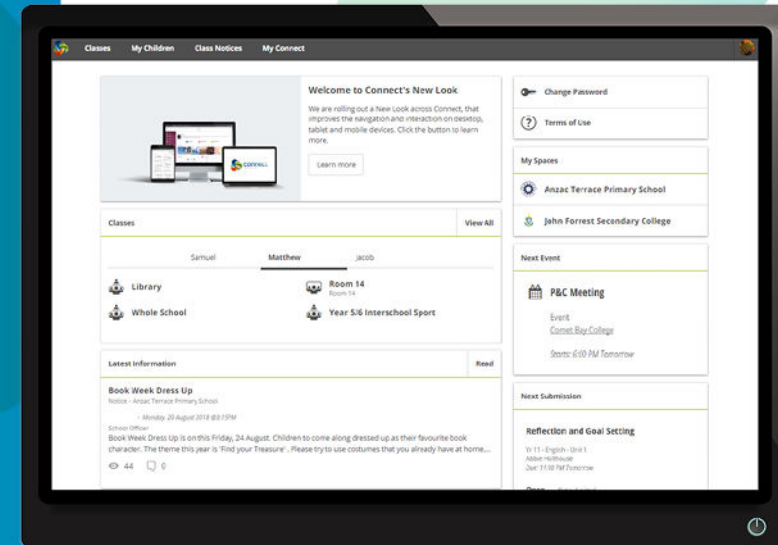 Classes My Children Class Notices My Connect
Welcome to Connect's New Look
We are rolling out a New Look across Connect, that
improves the navigation and interaction on desktop,
tablet and mobile devices. Click the button to learn
more.
Learn more
CONNECT
Classes View All
Samuel Matthew Jacob
Library
Room 14
Room 14
Whole School
Year 5/6 Interschool Sport
Latest Information Read
Book Week Dress Up
Notice - Anzac Terrace Primary School
- Monday, 20 August 2018 @3:15PM
School Officer
Book Week Dress Up is on this Friday, 24 August. Children to come along dressed up as their favourite book
character. The theme this year is 'Find your Treasure' . Please try to use costumes that you already have at home,...
44 0
Change Password
Terms of Use
My Spaces
Anzac Terrace Primary School
John Forrest Secondary College
Next Event
P&C Meeting
Event
Comet Bay College
Starts: 6:00 PM Tomorrow
Next Submission
Reflection and Goal Setting
Yr 11 - English - Unit 1
Due: 11:00 PM Tomorrow